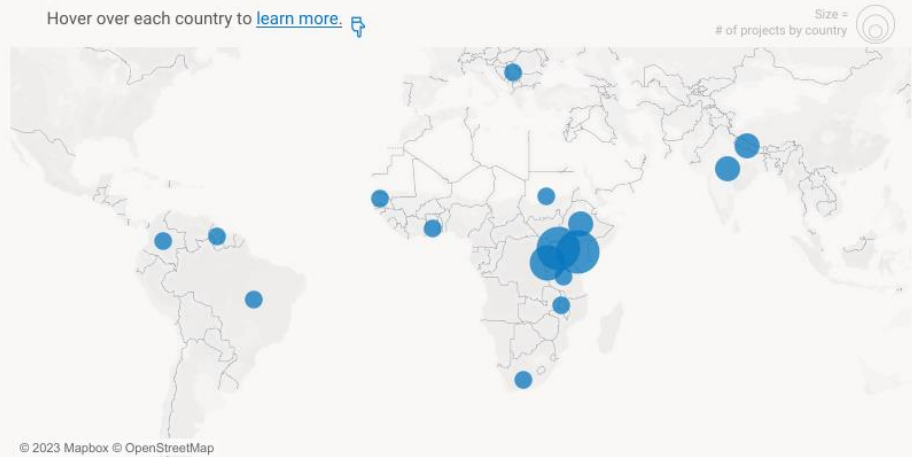 Hover over each country to learn more.
Size =
# of projects by country
© 2023 Mapbox © OpenStreetMap